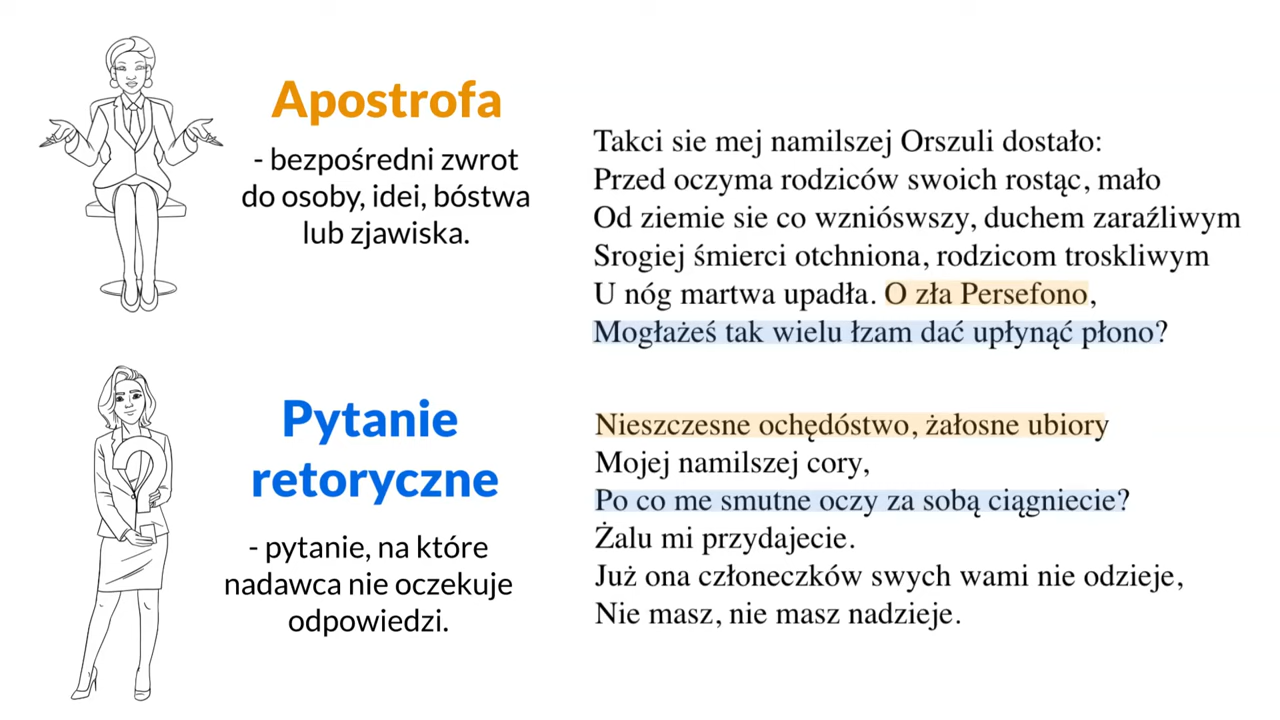 Apostrofa
- bezpośredni zwrot
do osoby, idei, bóstwa
lub zjawiska.
Takci sie mej namilszej Orszuli dostało:
Przed oczyma rodziców swoich rostąc, mało
Od ziemie sie co wznióswszy, duchem zaraźliwym
Srogiej śmierci otchniona, rodzicom troskliwym
U nóg martwa upadła. O zła Persefono,
Mogłażeś tak wielu łzam dać upłynąć płono?
Pytanie
retoryczne
- pytanie, na które
nadawca nie oczekuje
odpowiedzi.
Nieszczesne ochędóstwo, żałosne ubiory
Mojej namilszej cory,
Po co me smutne oczy za sobą ciągniecie?
Żalu mi przydajecie.
Już ona członeczków swych wami nie odzieje,
Nie masz, nie masz nadzieje.